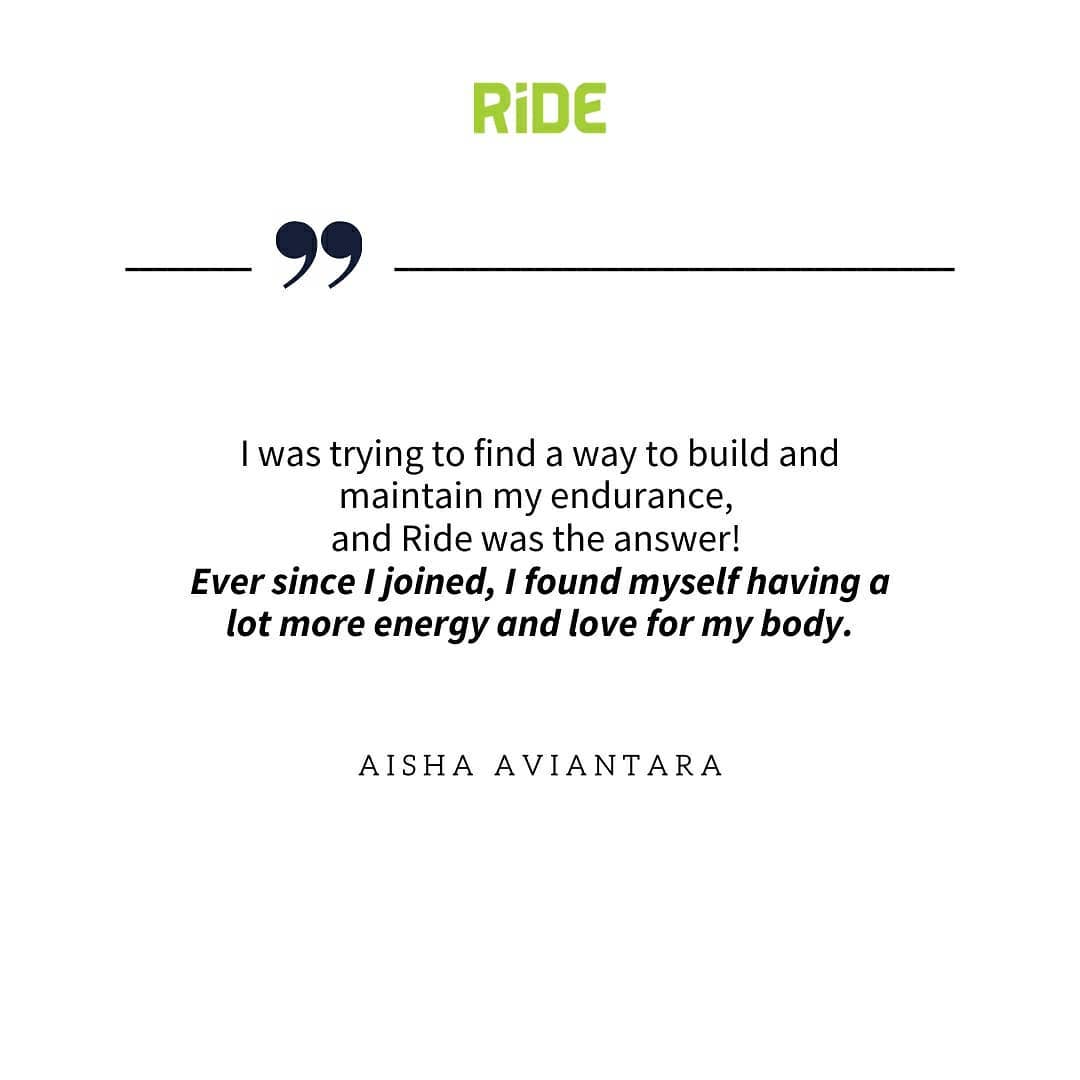 RiDE
”
I was trying to find a way to build and
maintain my endurance,
and Ride was the answer!
Ever since I joined, I found myself having a
lot more energy and love for my body.
AISHA AVIANTARA